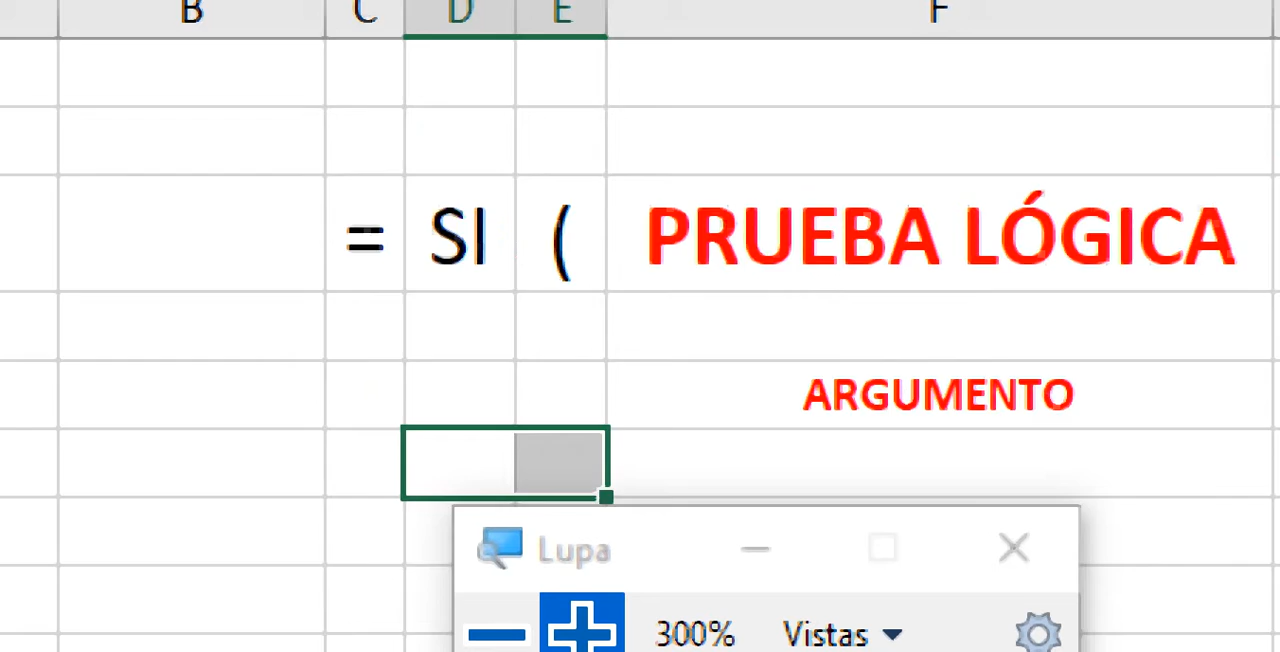 B C D E F
= SI ( PRUEBA LÓGICA
ARGUMENTO
Lupa
300% Vistas